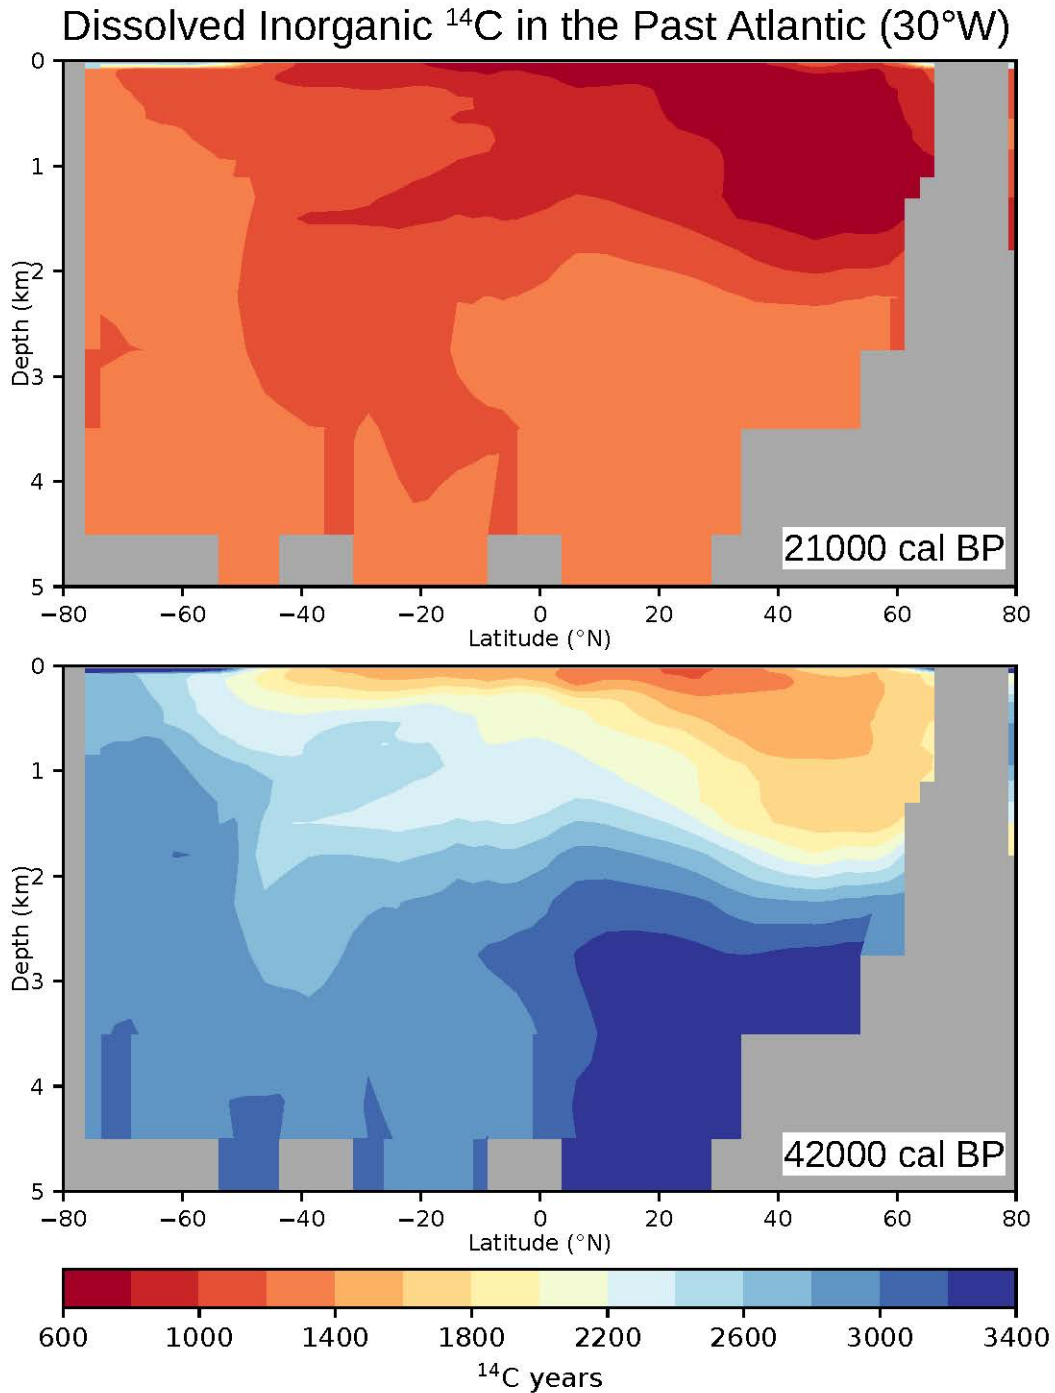 Dissolved Inorganic ¹⁴C in the Past Atlantic (30°W)
0
1
2
3
4
5
Depth (km)
21000 cal BP
−80 −60 −40 −20 0 20 40 60 80
Latitude (°N)
0
1
2
3
4
5
Depth (km)
42000 cal BP
−80 −60 −40 −20 0 20 40 60 80
Latitude (°N)
600 1000 1400 1800 2200 2600 3000 3400
¹⁴C years